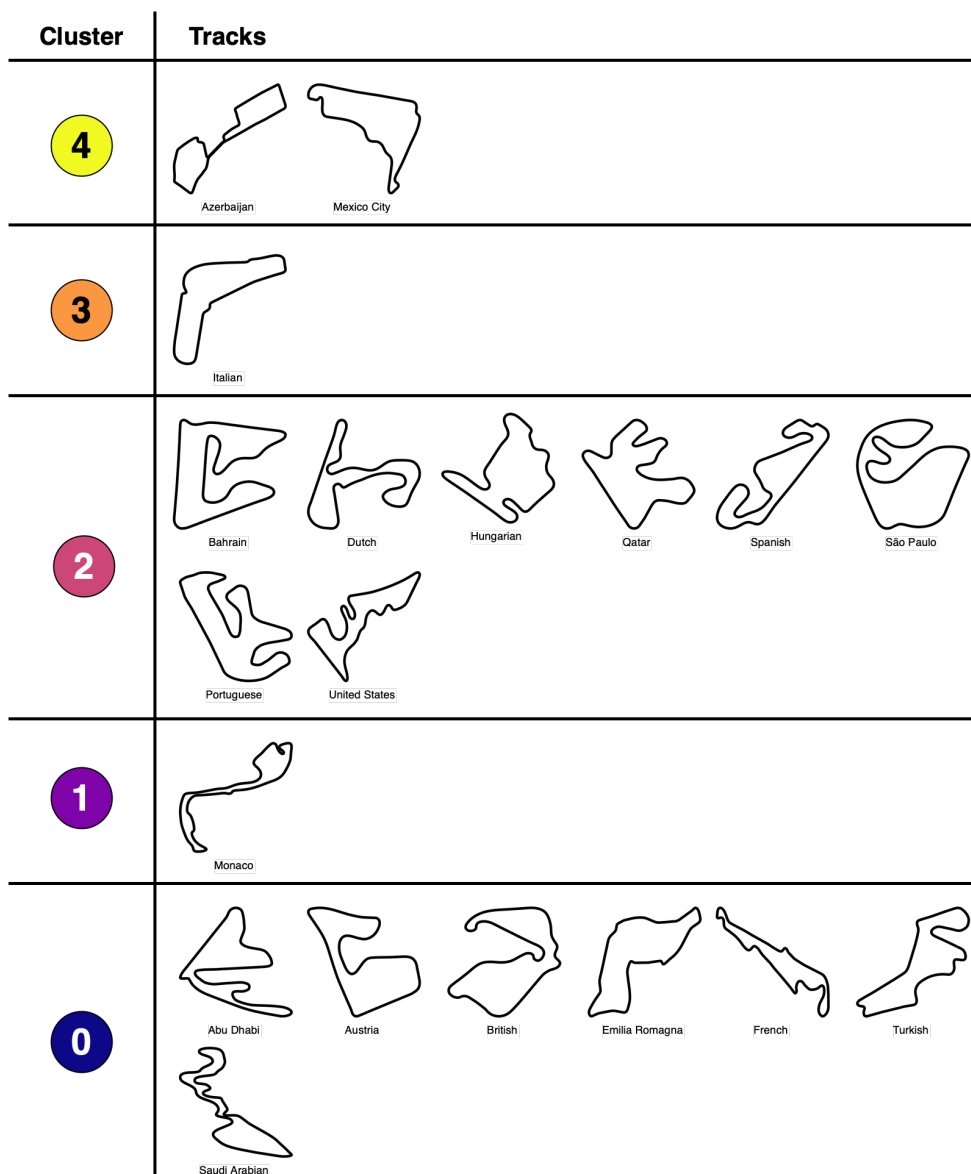 Cluster Tracks
4
Azerbaijan Mexico City
3
Italian
2
Bahrain Dutch Hungarian Qatar Spanish São Paulo
Portuguese United States
1
Monaco
0
Abu Dhabi Austria British Emilia Romagna French Turkish
Saudi Arabian